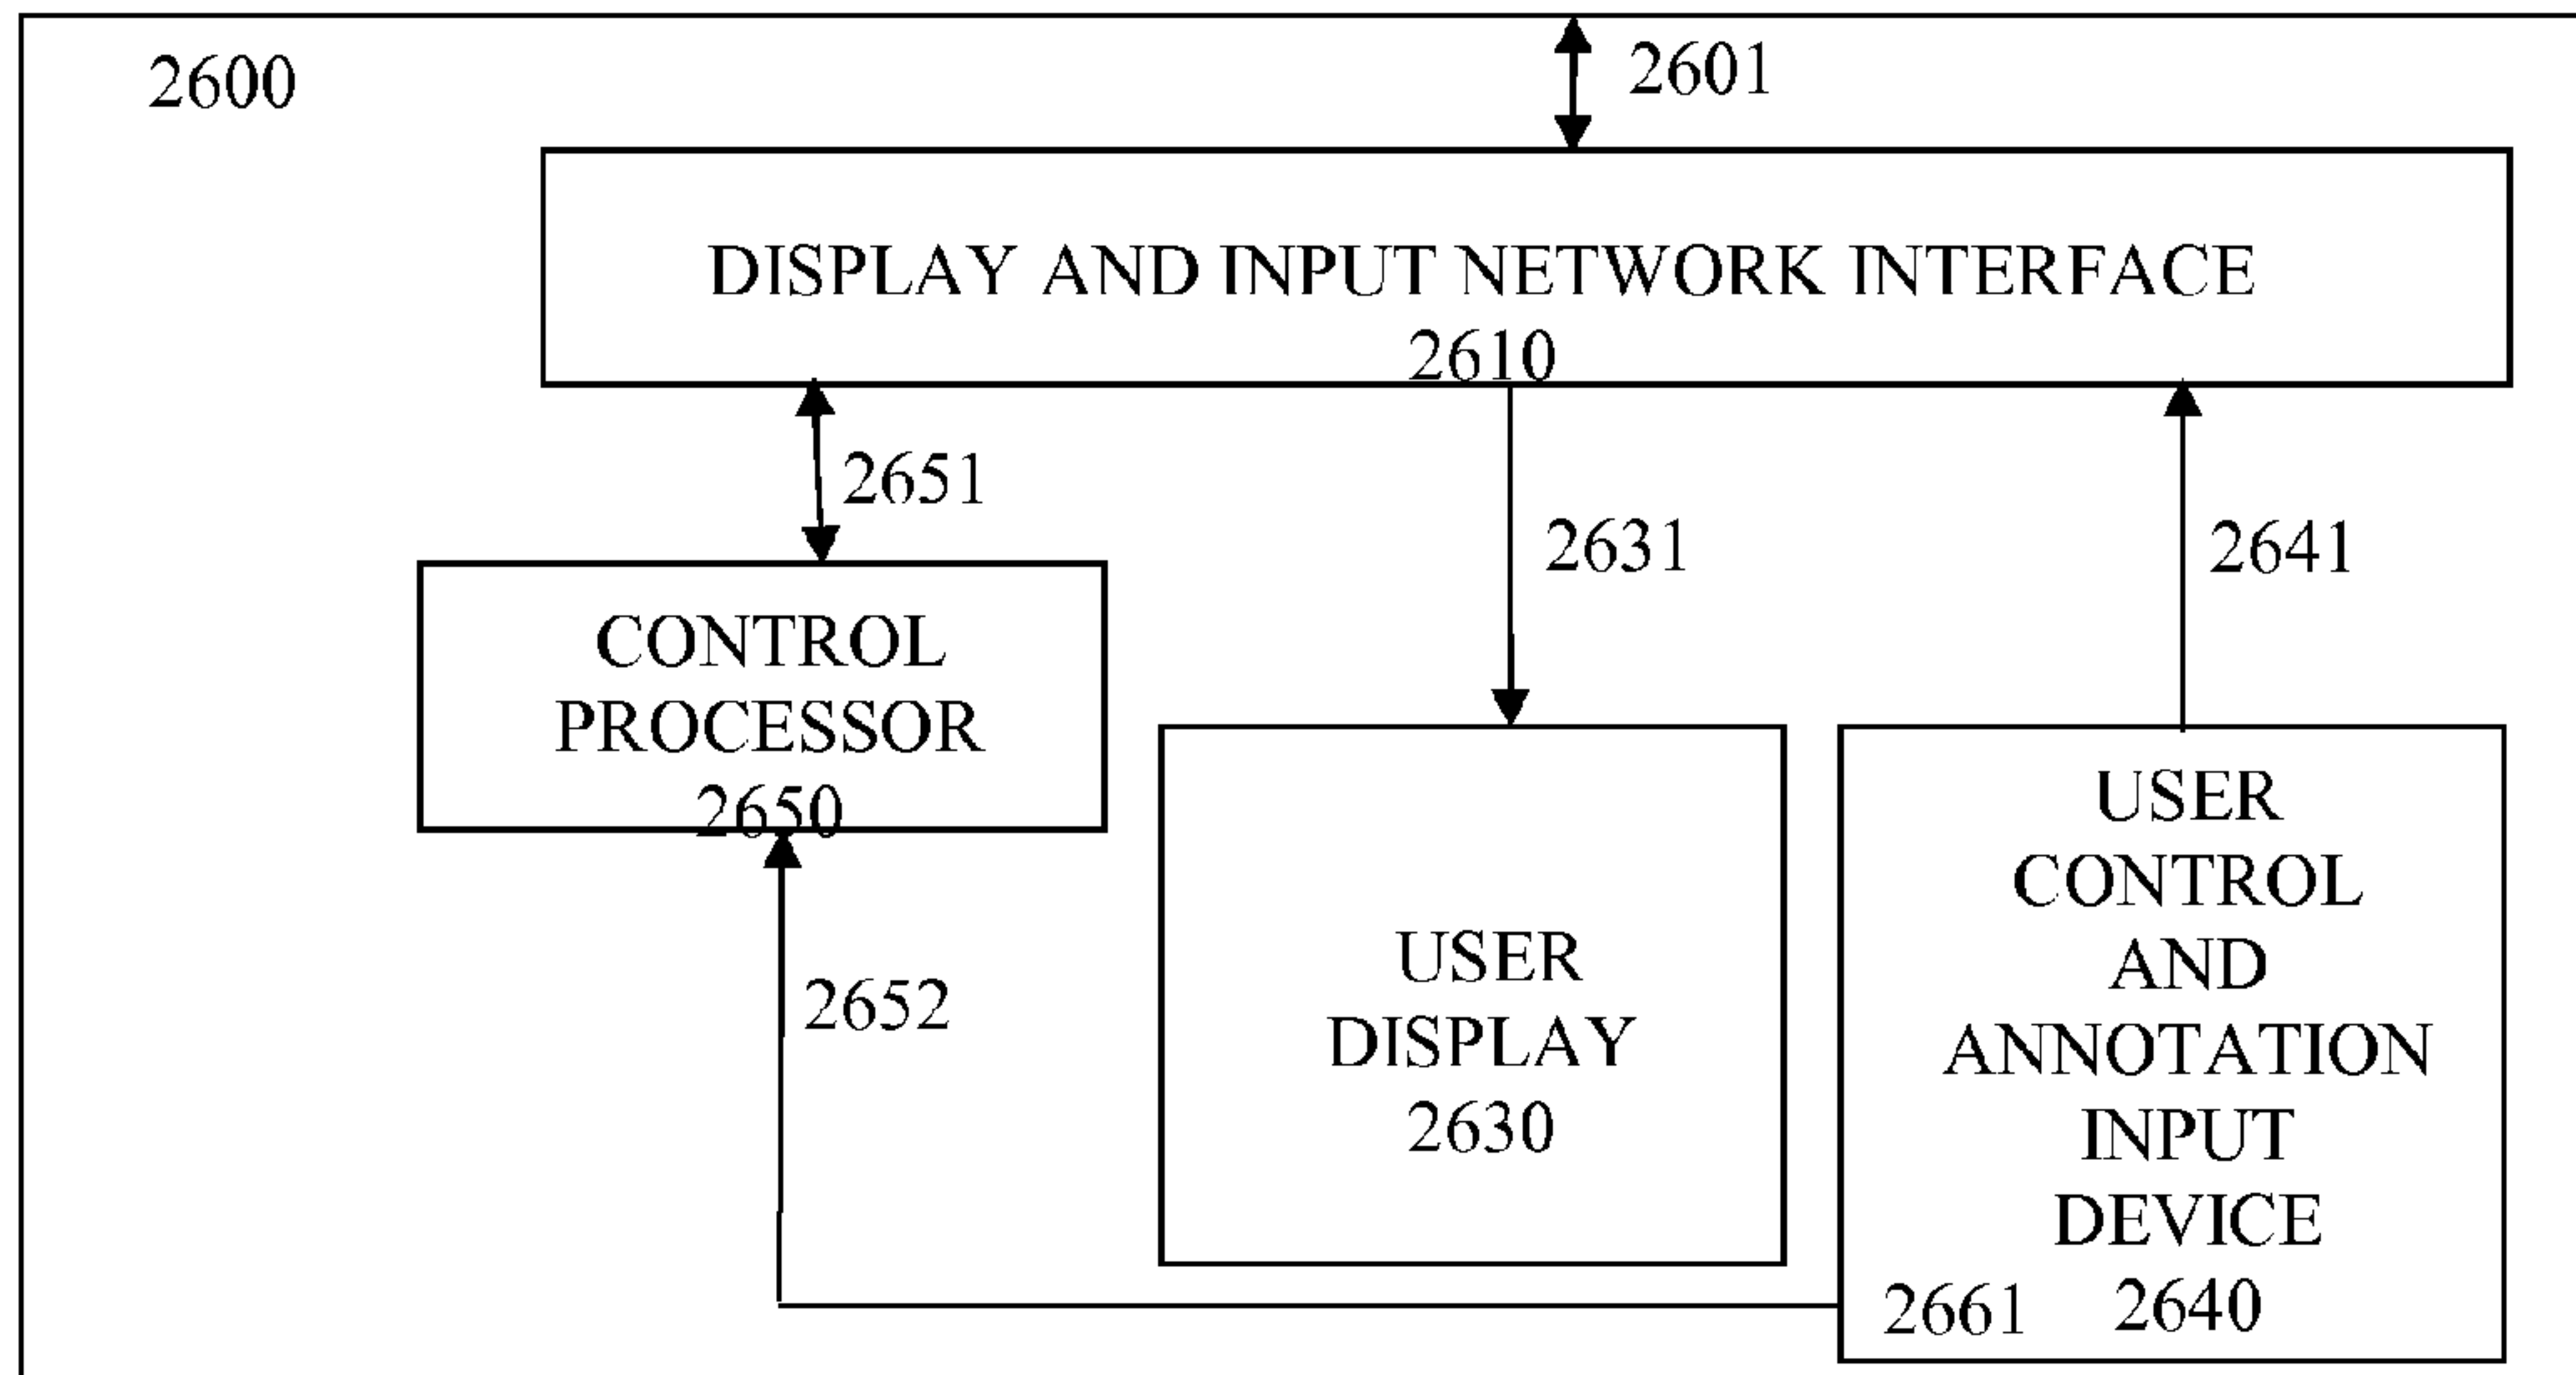 2600
2601
DISPLAY AND INPUT NETWORK INTERFACE
2610
2651
2631
2641
CONTROL
PROCESSOR
2650
2652
USER
DISPLAY
2630
USER
CONTROL
AND
ANNOTATION
INPUT
DEVICE
2661
2640